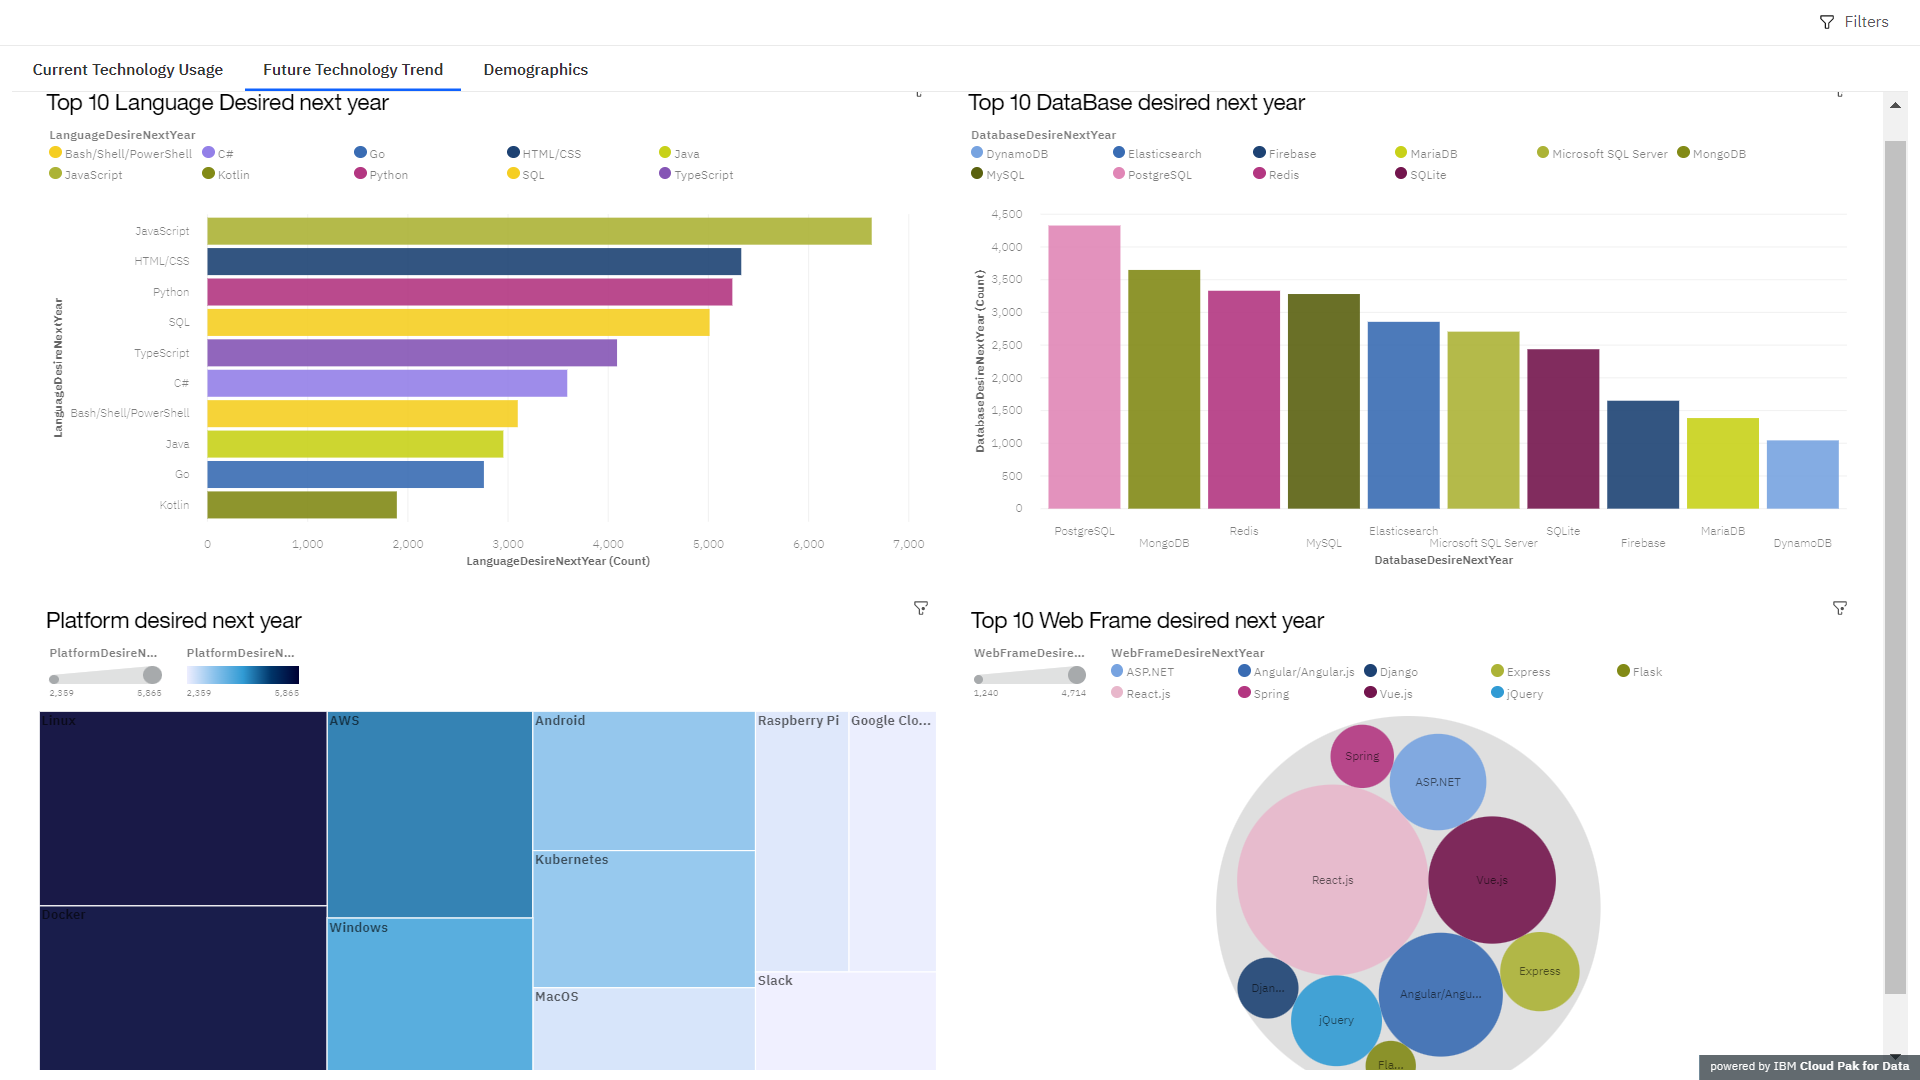 Filters
Current Technology Usage
Future Technology Trend
Demographics
Top 10 Language Desired next year
LanguageDesireNextYear
Bash/Shell/PowerShell
C#
Go
HTML/CSS
Java
JavaScript
Kotlin
Python
SQL
TypeScript
LanguageDesireNextYear
JavaScript
HTML/CSS
Python
SQL
TypeScript
C#
Bash/Shell/PowerShell
Java
Go
Kotlin
0
1,000
2,000
3,000
4,000
5,000
6,000
7,000
LanguageDesireNextYear (Count)
Top 10 DataBase desired next year
DatabaseDesireNextYear
DynamoDB
Elasticsearch
Firebase
MariaDB
Microsoft SQL Server
MongoDB
MySQL
PostgreSQL
Redis
SQLite
DatabaseDesireNextYear (Count)
4,500
4,000
3,500
3,000
2,500
2,000
1,500
1,000
500
0
PostgreSQL
MongoDB
Redis
MySQL
Elasticsearch
Microsoft SQL Server
SQLite
Firebase
MariaDB
DynamoDB
DatabaseDesireNextYear
Platform desired next year
PlatformDesireN...
2,359
5,865
PlatformDesireN...
2,359
5,865
Linux
Docker
AWS
Windows
Android
Kubernetes
MacOS
Raspberry Pi
Google Clo...
Slack
Top 10 Web Frame desired next year
WebFrameDesire...
1,240
4,714
WebFrameDesireNextYear
ASP.NET
Angular/Angular.js
Django
Express
Flask
React.js
Spring
Vue.js
jQuery
Spring
ASP.NET
React.js
Vue.js
Express
Djan...
Angular/Angu...
jQuery
Fla...
powered by IBM Cloud Pak for Data